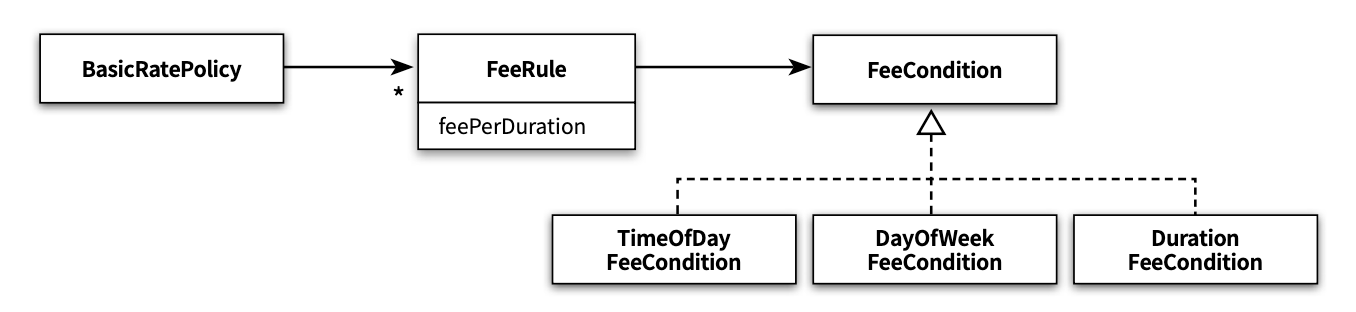 BasicRatePolicy
*
FeeRule
feePerDuration
FeeCondition
TimeOfDay
FeeCondition
DayOfWeek
FeeCondition
Duration
FeeCondition